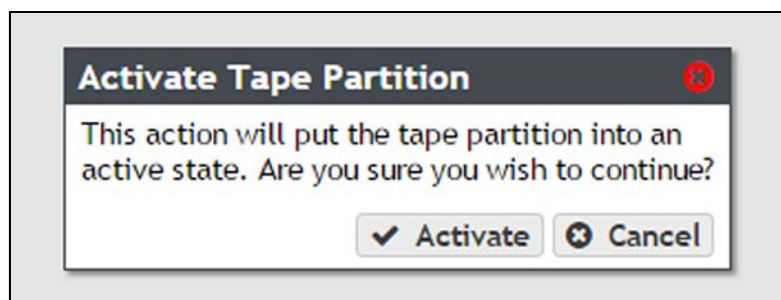 Activate Tape Partition
This action will put the tape partition into an
active state. Are you sure you wish to continue?
Activate Cancel